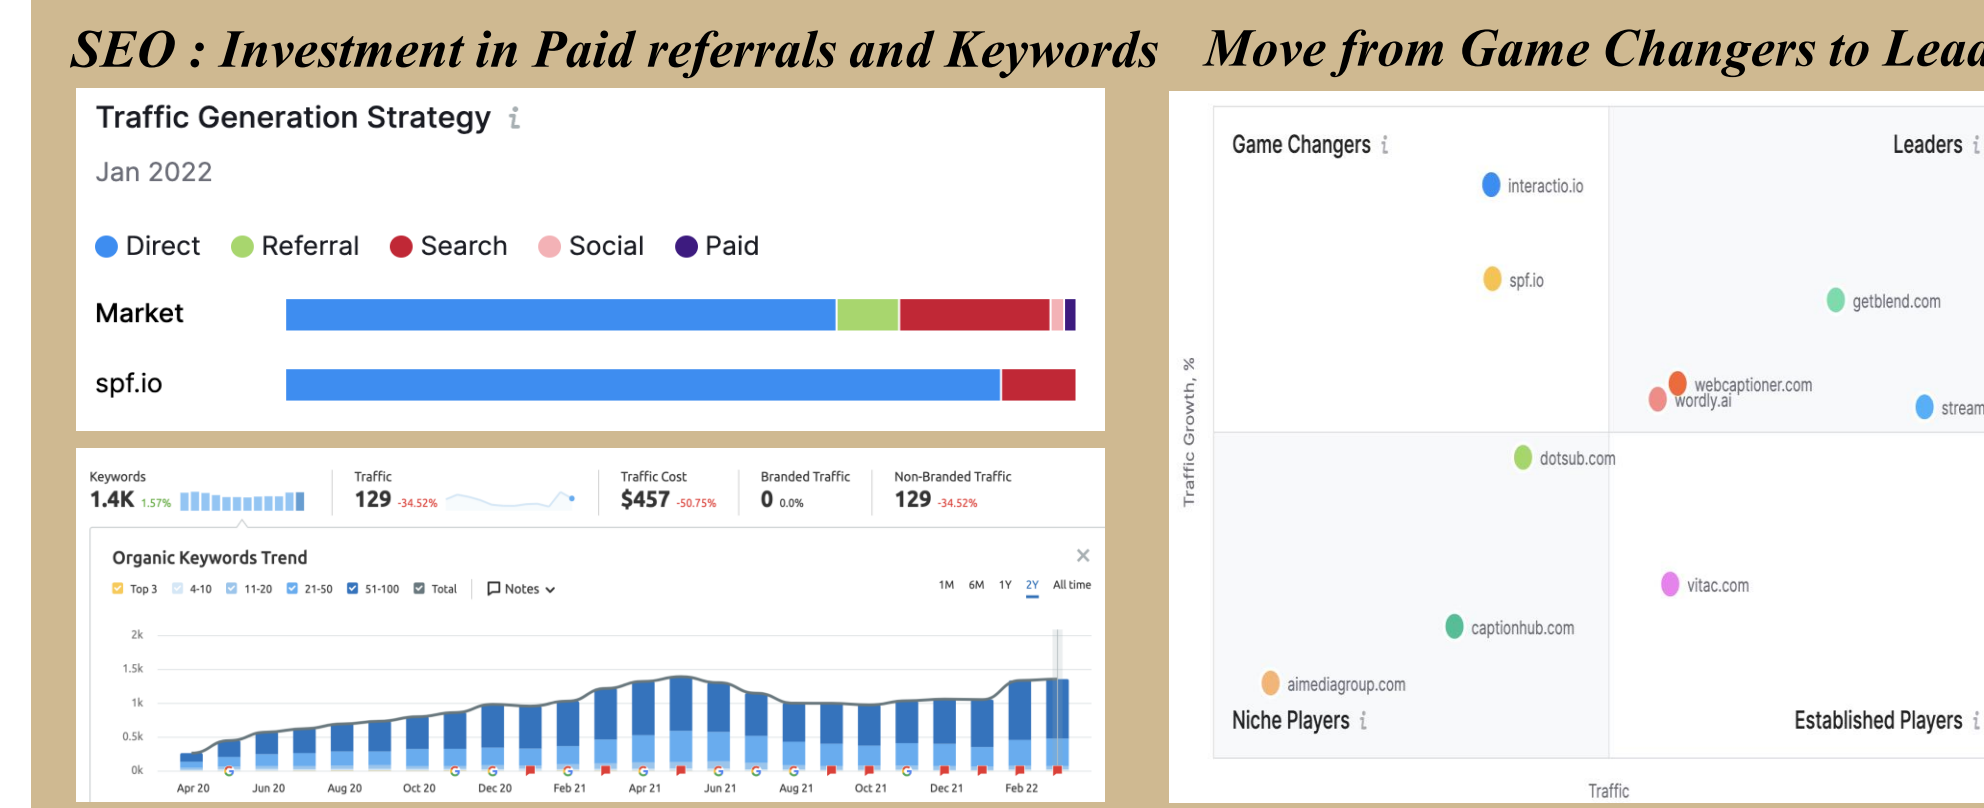 SEO : Investment in Paid referrals and Keywords
Move from Game Changers to Lead
Traffic Generation Strategy i
Jan 2022
Direct Referral Search Social Paid
Market
spf.io
Keywords
1.4K 1.57%
Traffic
129 -34.52%
Traffic Cost
$457 -50.75%
Branded Traffic
0 0.0%
Non-Branded Traffic
129 -34.52%
Organic Keywords Trend
Top 3 4-10 11-20 21-50 51-100 Total Notes
1M 6M 1Y 2Y All time
2k
1.5k
1k
0.5k
0k
Apr 20 Jun 20 Aug 20 Oct 20 Dec 20 Feb 21 Apr 21 Jun 21 Aug 21 Oct 21 Dec 21 Feb 22
Game Changers i
Leaders i
interactio.io
spf.io
getblend.com
webcaptioner.com
wordly.ai
stream
Traffic Growth, %
dotsub.com
vitac.com
captionhub.com
aimediagroup.com
Niche Players i
Established Players i
Traffic